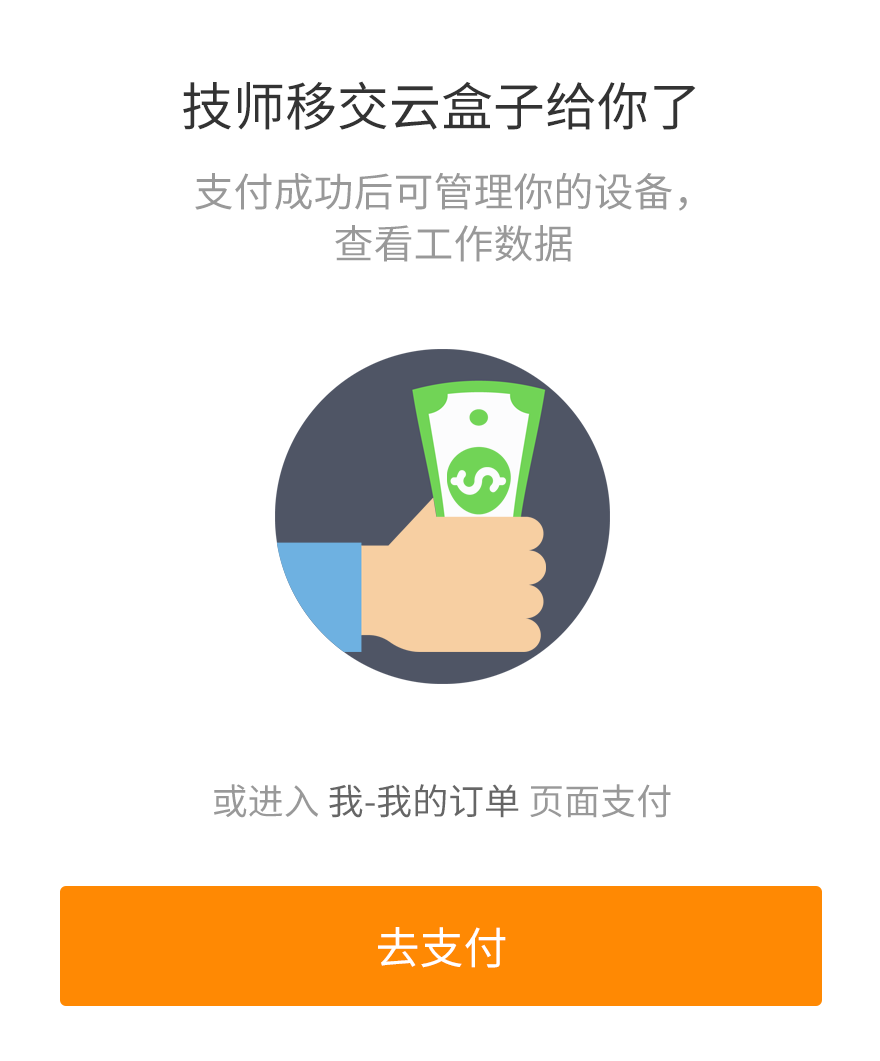 技师移交云盒子给你了
支付成功后可管理你的设备，
查看工作数据
$
或进入 我-我的订单 页面支付
去支付